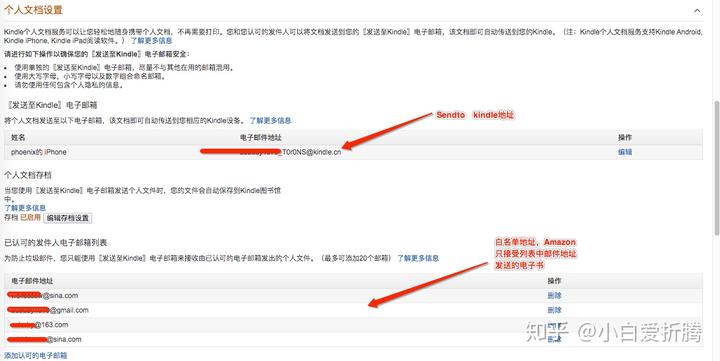 个人文档设置
Kindle个人文档服务可以让您轻松地随身携带个人文档，不再需要打印。您和您认可的发件人可以将文档发送到您的〖发送至Kindle〗电子邮箱，该文档即可自动传送到您的Kindle。（注：Kindle个人文档服务支持Kindle Android,
Kindle iPhone, Kindle iPad阅读软件。）了解更多信息
请进行如下操作以确保您的〖发送至Kindle〗电子邮箱安全：
使用单独的〖发送至Kindle〗电子邮箱，尽量不与其他在用的邮箱混用。
使用大写字母，小写字母以及数字组合命名邮箱。
请勿使用任何包含个人隐私的信息。
〖发送至Kindle〗电子邮箱
将个人文档发送至以下电子邮箱，该文档即可自动传送到您相应的Kindle设备。 了解更多信息
Sendto kindle地址
姓名 电子邮件地址 操作
phoenix的 iPhone _T0r0NS@kindle.cn 编辑
个人文档存档
当您使用〖发送至Kindle〗电子邮箱发送个人文件时，您的文件会自动保存到Kindle图书馆
中。
了解更多信息
存档 已启用 编辑存档设置
已认可的发件人电子邮箱列表
为防止垃圾邮件，您只能使用〖发送至Kindle〗电子邮箱来接收由已认可的电子邮箱发出的个人文件。（最多可添加20个邮箱） 了解更多信息
白名单地址，Amazon
只接受列表中邮件地址
发送的电子书
电子邮件地址 操作
@sina.com 删除
@gmail.com 删除
@163.com 删除
@sina.com 删除
添加认可的电子邮箱
知乎 @小白爱折腾